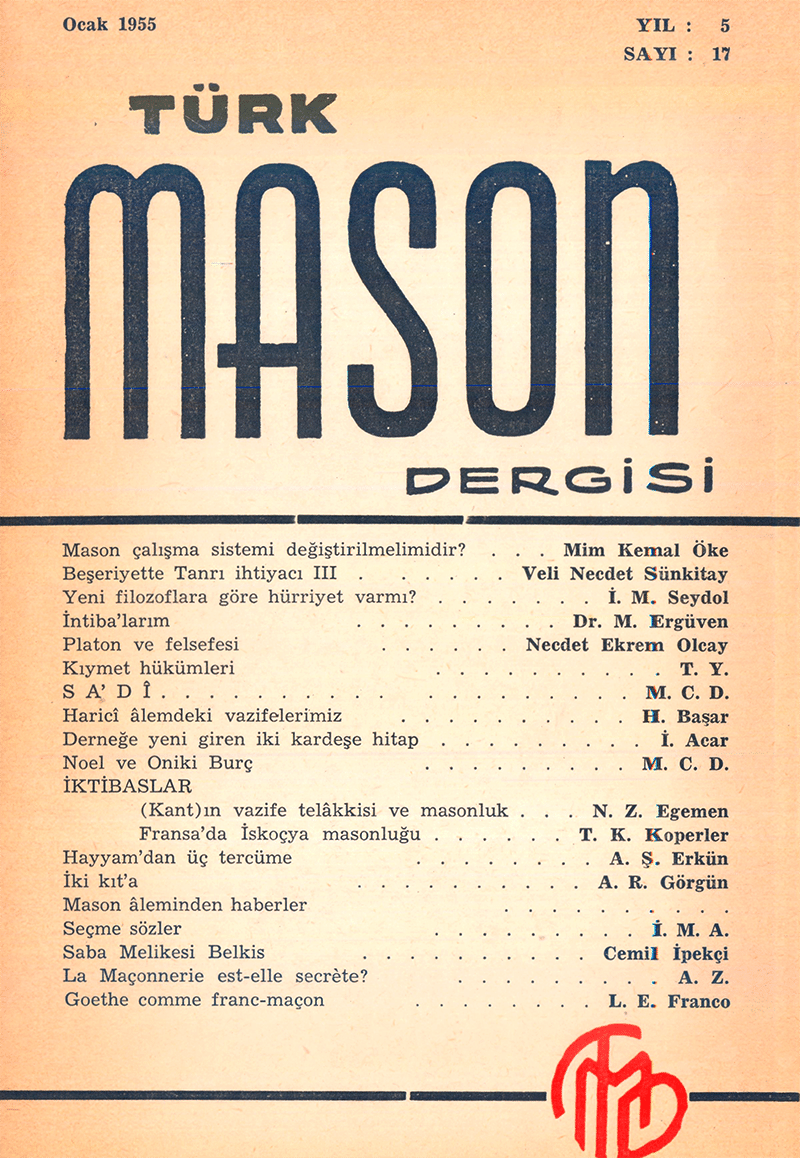 Ocak 1955
YIL : 5
SAYI : 17
TÜRK
MASON
DERGİSİ
Mason çalışma sistemi değiştirilmelimidir? . . . Mim Kemal Öke
Beşeriyette Tanrı ihtiyacı III . . . . . . Veli Necdet Sünkitay
Yeni filozoflara göre hürriyet varmı? . . . . . . . İ. M. Seydol
İntiba'larım . . . . . . . . . Dr. M. Ergüven
Platon ve felsefesi . . . . . . Necdet Ekrem Olcay
Kıymet hükümleri . . . . . . . . . T. Y.
S A' D Î . . . . . . . . . . . . . . . . . . . M. C. D.
Haricî âlemdeki vazifelerimiz . . . . . . . . . H. Başar
Derneğe yeni giren iki kardeşe hitap . . . . . . . . . İ. Acar
Noel ve Oniki Burç . . . . . . . . . M. C. D.
İKTİBASLAR
(Kant)ın vazife telâkkisi ve masonluk . . . N. Z. Egemen
Fransa'da İskoçya masonluğu . . . . . . T. K. Koperler
Hayyam'dan üç tercüme . . . . . . . . A. Ş. Erkün
İki kıt'a . . . . . . . . . . A. R. Görgün
Mason âleminden haberler . . . . . . . . . .
Seçme sözler . . . . . . . . . İ. M. A.
Saba Melikesi Belkis . . . . . . . . . . Cemil İpekçi
La Maçonnerie est-elle secrète? . . . . . . . . . A. Z.
Goethe comme franc-maçon . . . . . . . . L. E. Franco
TMD